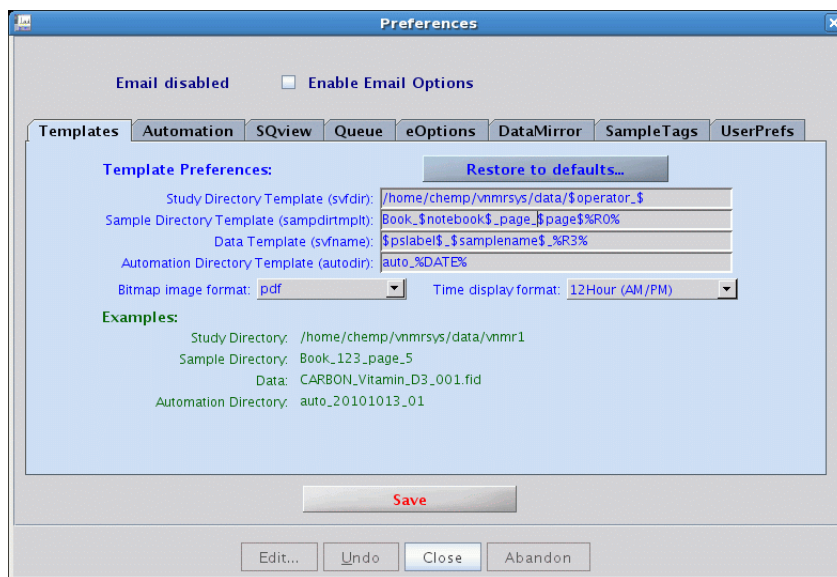 Preferences
Email disabled Enable Email Options
Templates Automation SQview Queue eOptions DataMirror SampleTags UserPrefs
Template Preferences: Restore to defaults...
Study Directory Template (svfdir): /home/chemp/vnmrsys/data/$operator_$
Sample Directory Template (sampdirtmplt): Book_$notebook$_page_$page$%R0%
Data Template (svfname): $pslabel$_$samplename$_%R3%
Automation Directory Template (autodir): auto_%DATE%
Bitmap image format: pdf Time display format: 12Hour (AM/PM)
Examples:
Study Directory: /home/chemp/vnmrsys/data/vnmr1
Sample Directory: Book_123_page_5
Data: CARBON_Vitamin_D3_001.fid
Automation Directory: auto_20101013_01
Save
Edit... Undo Close Abandon